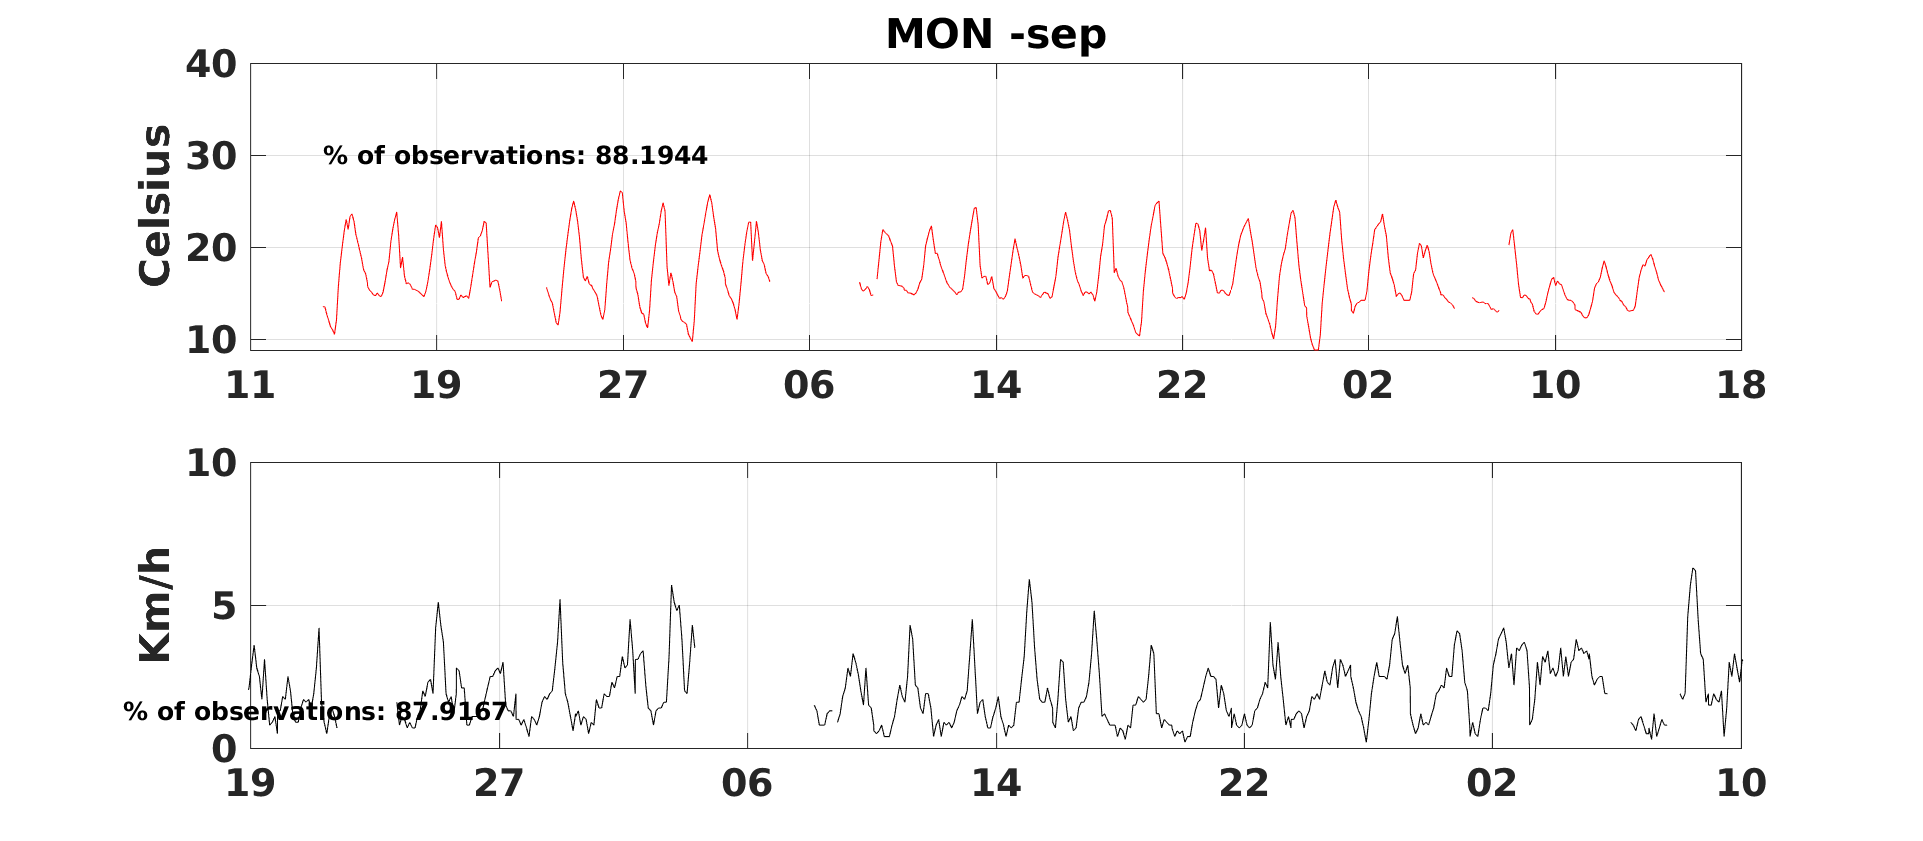 MON -sep
40
30
20
10
Celsius
% of observations: 88.1944
11 19 27 06 14 22 02 10 18
10
5
0
Km/h
% of observations: 87.9167
19 27 06 14 22 02 10